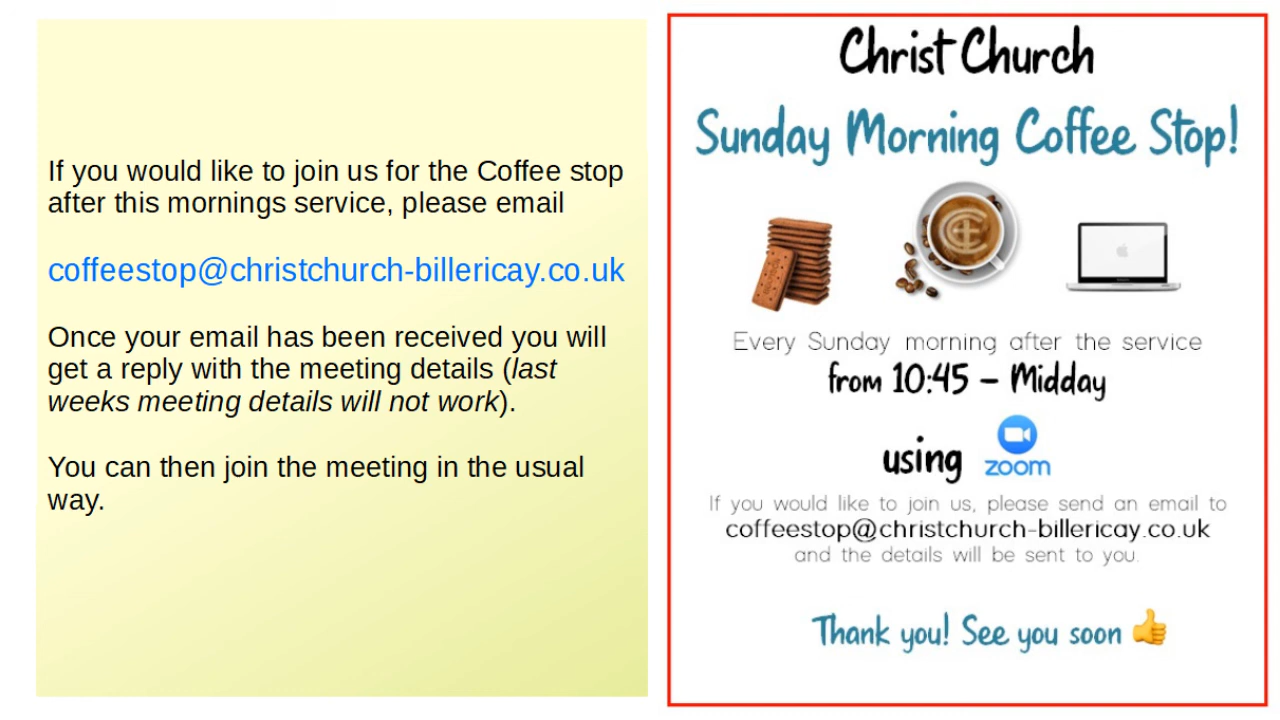 If you would like to join us for the Coffee stop
after this mornings service, please email
coffeestop@christchurch-billericay.co.uk
Once your email has been received you will
get a reply with the meeting details (last
weeks meeting details will not work).
You can then join the meeting in the usual
way.
Christ Church
Sunday Morning Coffee Stop!
Every Sunday morning after the service
from 10:45 – Midday
using zoom
If you would like to join us, please send an email to
coffeestop@christchurch-billericay.co.uk
and the details will be sent to you.
Thank you! See you soon 👍